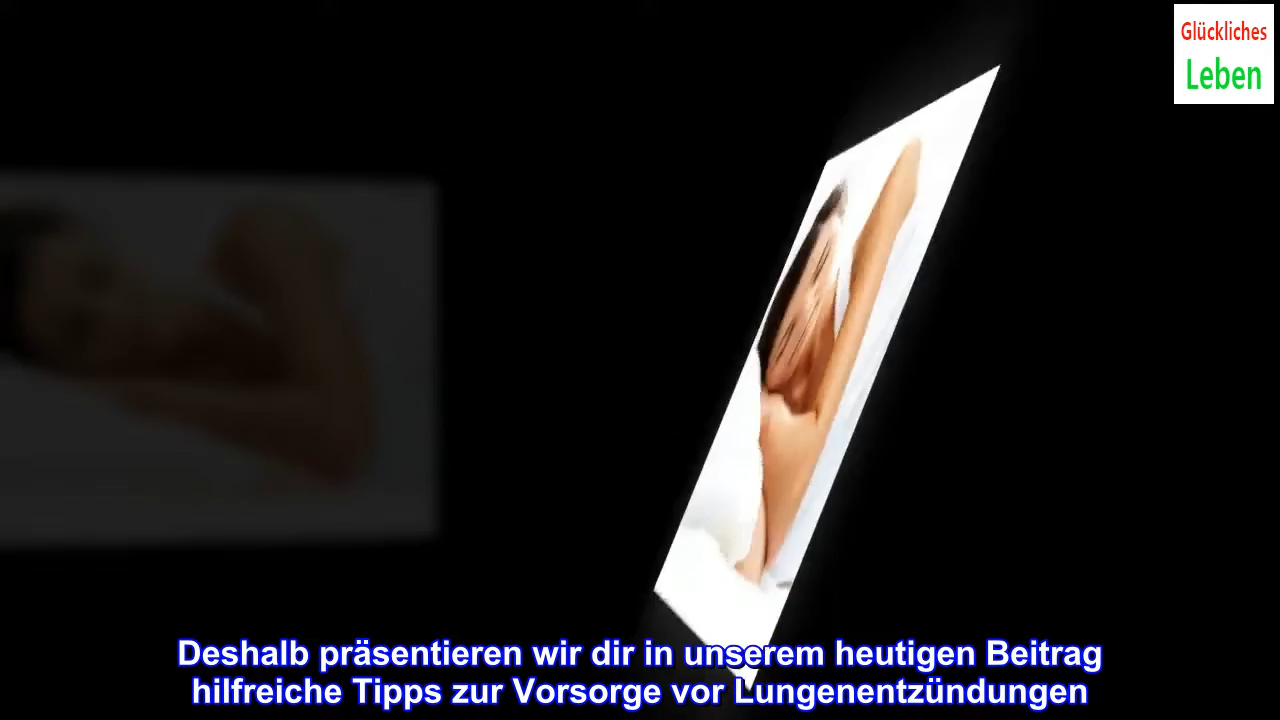 Glückliches
Leben
Deshalb präsentieren wir dir in unserem heutigen Beitrag
hilfreiche Tipps zur Vorsorge vor Lungenentzündungen